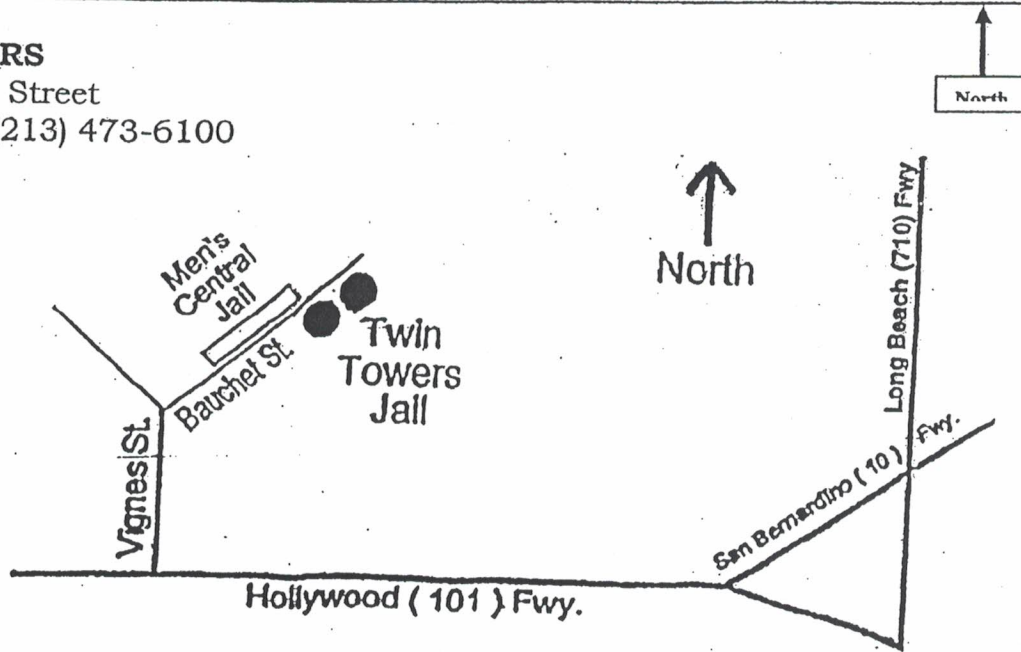 RS
Street
213) 473-6100
North
North
Men's
Central
Jail
Bauchet St.
Twin
Towers
Jail
Vignes St.
Long Beach (710) Fwy
San Bernardino ( 10 ) Fwy.
Hollywood ( 101 ) Fwy.